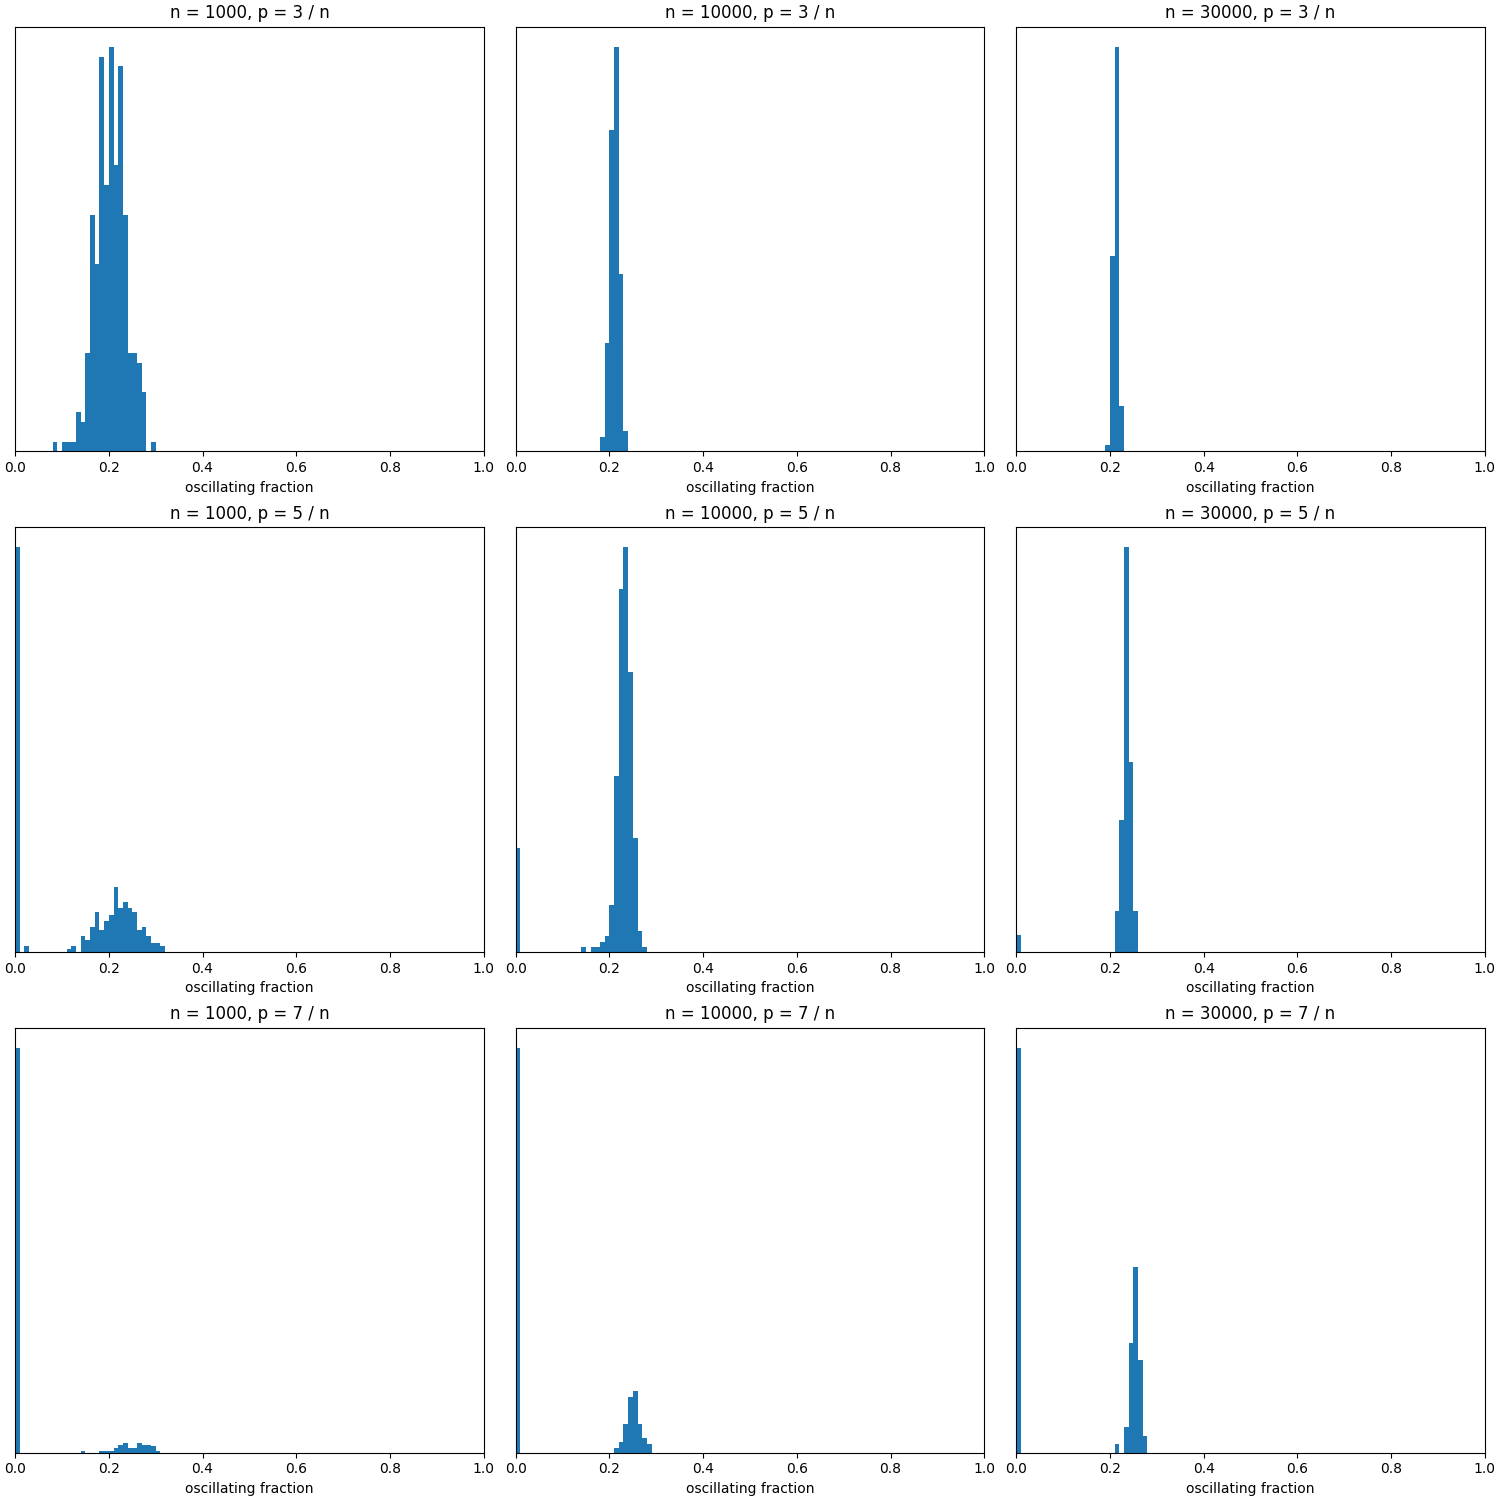 n = 1000, p = 3 / n
n = 10000, p = 3 / n
n = 30000, p = 3 / n
0.0 0.2 0.4 0.6 0.8 1.0
0.0 0.2 0.4 0.6 0.8 1.0
0.0 0.2 0.4 0.6 0.8 1.0
oscillating fraction
oscillating fraction
oscillating fraction
n = 1000, p = 5 / n
n = 10000, p = 5 / n
n = 30000, p = 5 / n
0.0 0.2 0.4 0.6 0.8 1.0
0.0 0.2 0.4 0.6 0.8 1.0
0.0 0.2 0.4 0.6 0.8 1.0
oscillating fraction
oscillating fraction
oscillating fraction
n = 1000, p = 7 / n
n = 10000, p = 7 / n
n = 30000, p = 7 / n
0.0 0.2 0.4 0.6 0.8 1.0
0.0 0.2 0.4 0.6 0.8 1.0
0.0 0.2 0.4 0.6 0.8 1.0
oscillating fraction
oscillating fraction
oscillating fraction